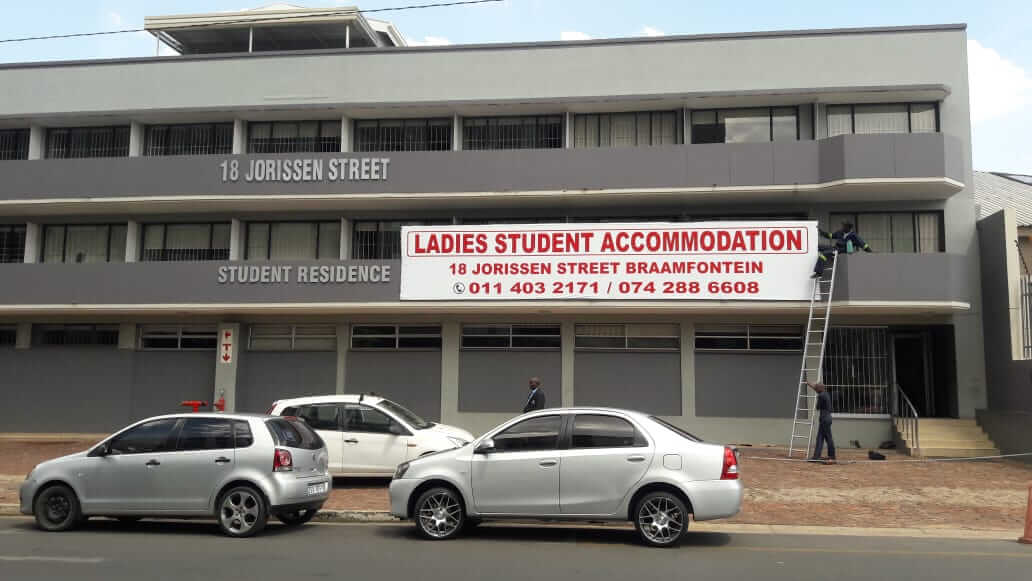 18 JORISSEN STREET
STUDENT RESIDENCE
LADIES STUDENT ACCOMMODATION
18 JORISSEN STREET BRAAMFONTEIN
011 403 2171 / 074 288 6608